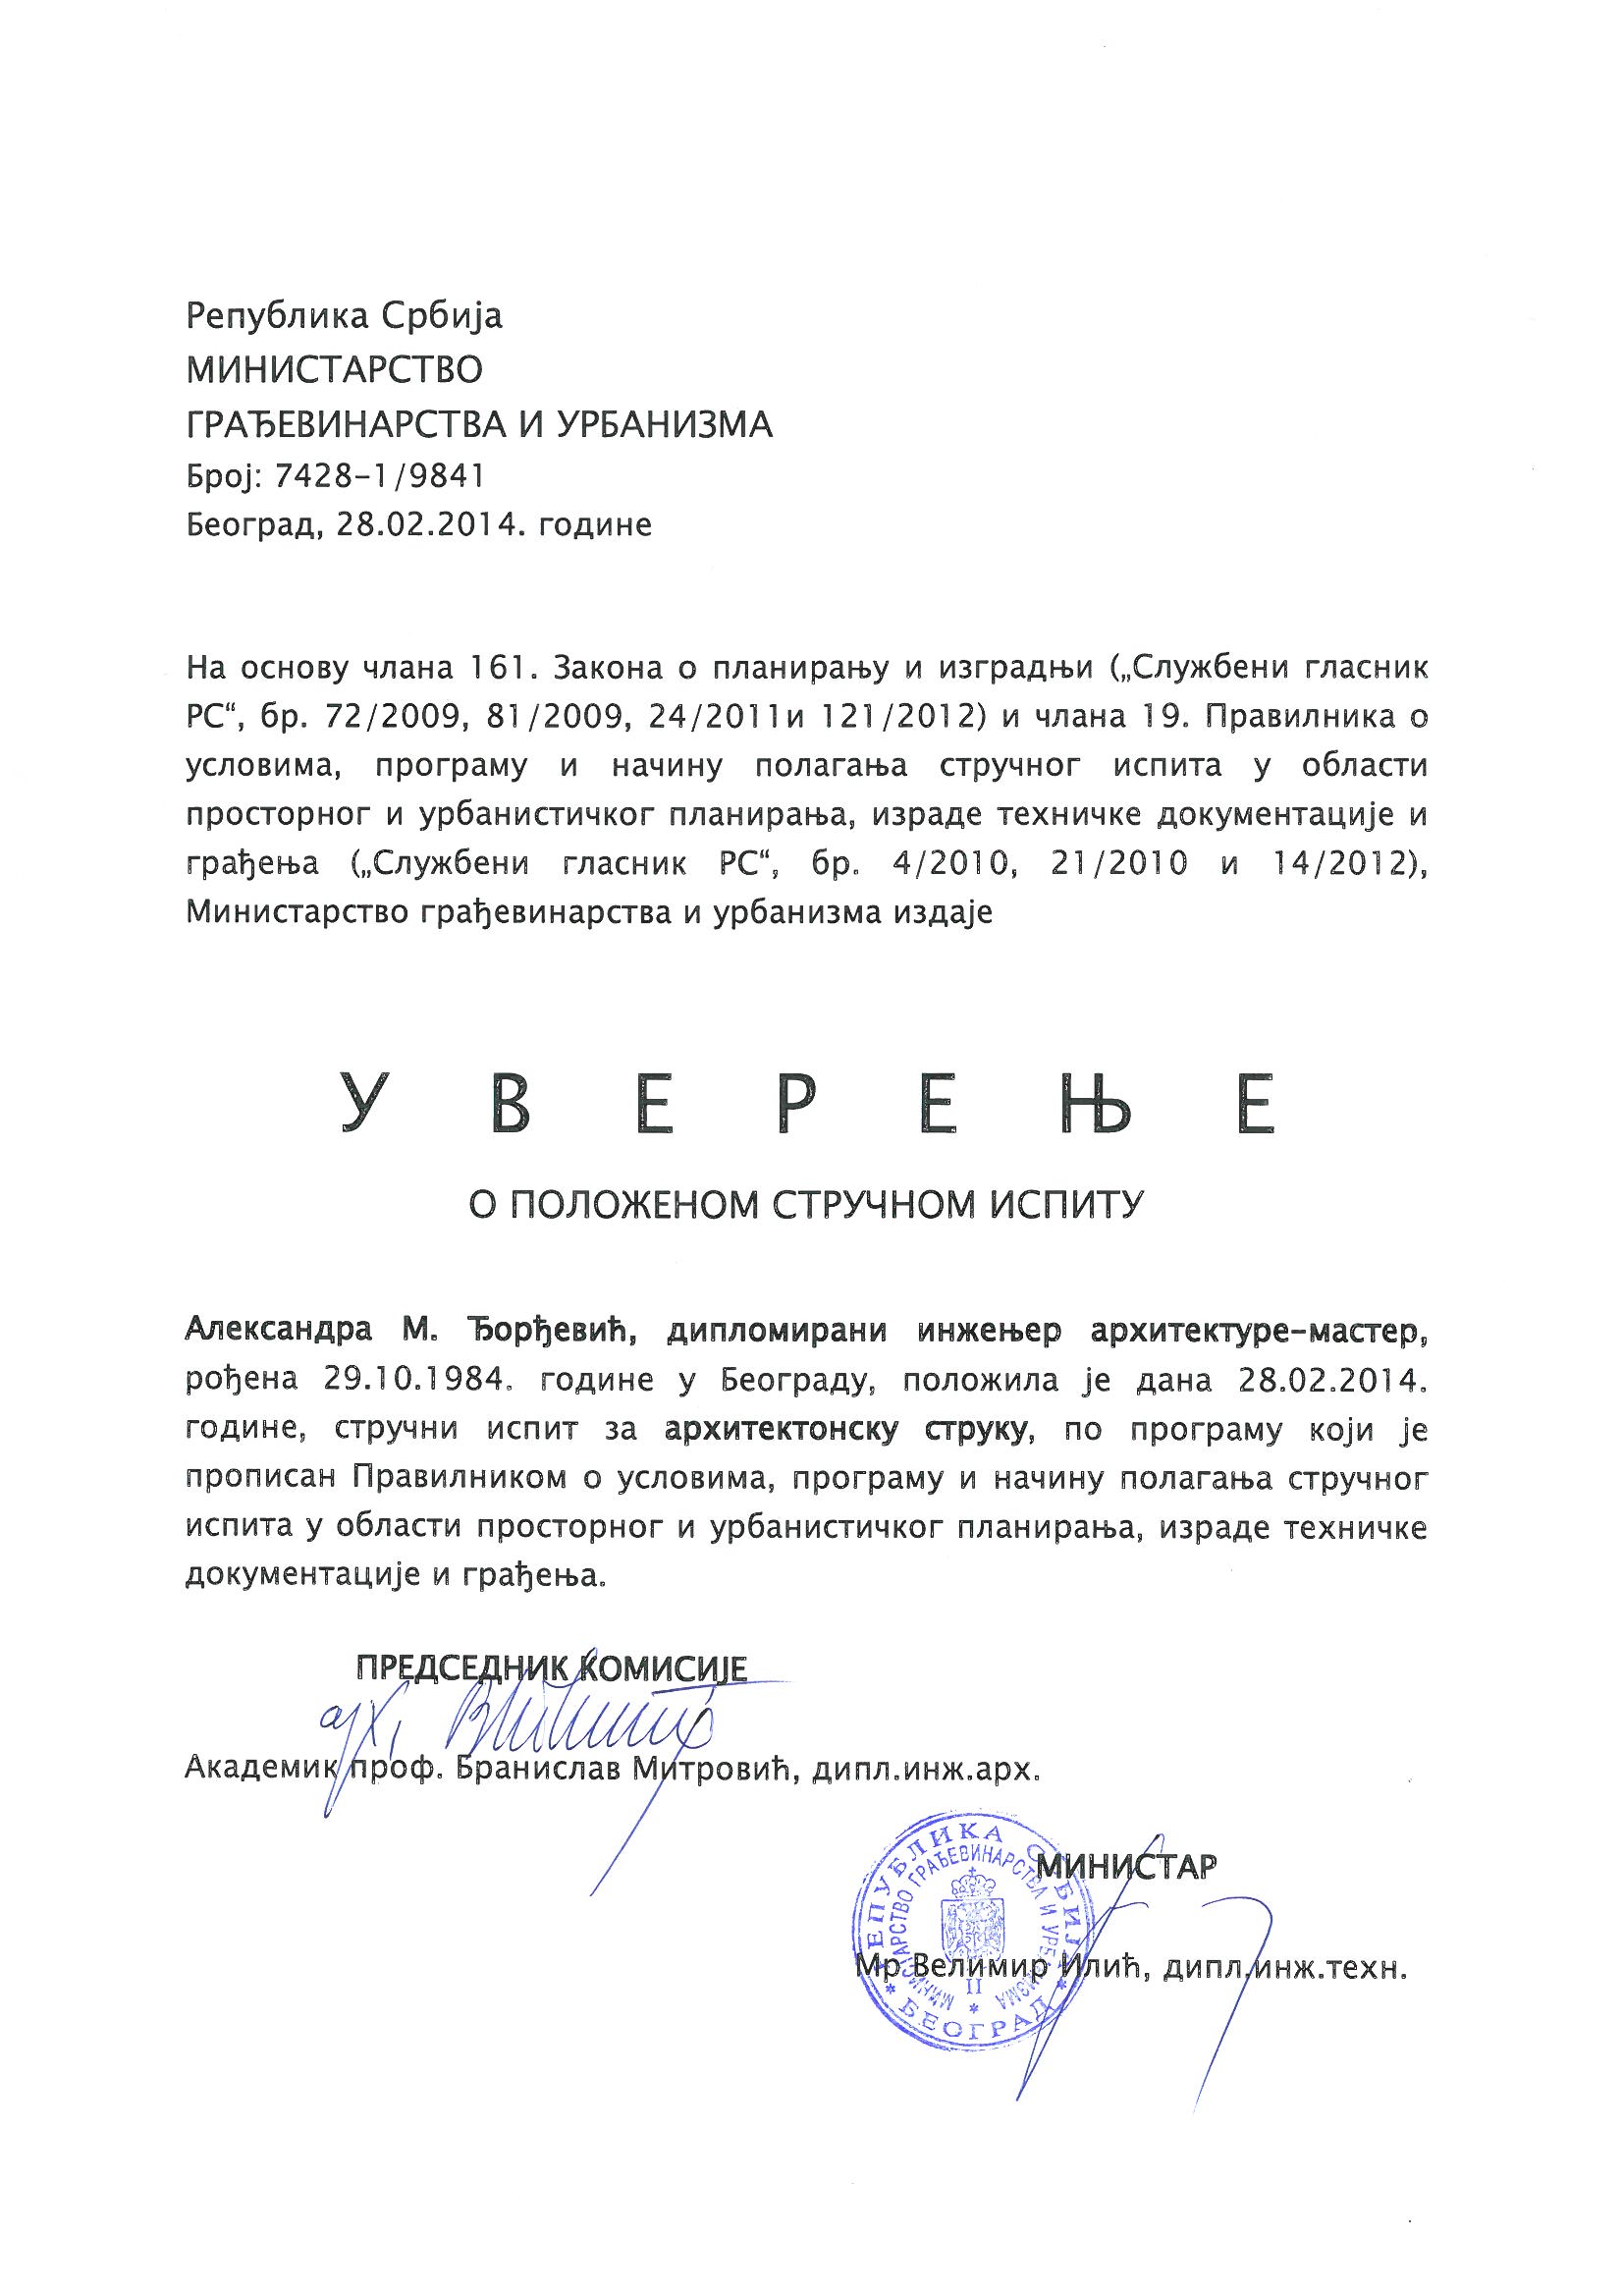 Република Србија
МИНИСТАРСТВО
ГРАЂЕВИНАРСТВА И УРБАНИЗМА
Број: 7428-1/9841
Београд, 28.02.2014. године
На основу члана 161. Закона о планирању и изградњи („Службени гласник
РС“, бр. 72/2009, 81/2009, 24/2011и 121/2012) и члана 19. Правилника о
условима, програму и начину полагања стручног испита у области
просторног и урбанистичког планирања, израде техничке документације и
грађења („Службени гласник РС“, бр. 4/2010, 21/2010 и 14/2012),
Министарство грађевинарства и урбанизма издаје
У В Е Р Е Њ Е
О ПОЛОЖЕНОМ СТРУЧНОМ ИСПИТУ
Александра М. Ђорђевић, дипломирани инжењер архитектуре-мастер,
рођена 29.10.1984. године у Београду, положила је дана 28.02.2014.
године, стручни испит за архитектонску струку, по програму који је
прописан Правилником о условима, програму и начину полагања стручног
испита у области просторног и урбанистичког планирања, израде техничке
документације и грађења.
ПРЕДСЕДНИК КОМИСИЈЕ
Академик проф. Бранислав Митровић, дипл.инж.арх.
МИНИСТАР
Мр Велимир Илић, дипл.инж.техн.
РЕПУБЛИКА СРБИЈА
МИНИСТАРСТВО ГРАЂЕВИНАРСТВА И УРБАНИЗМА
II
БЕОГРАД